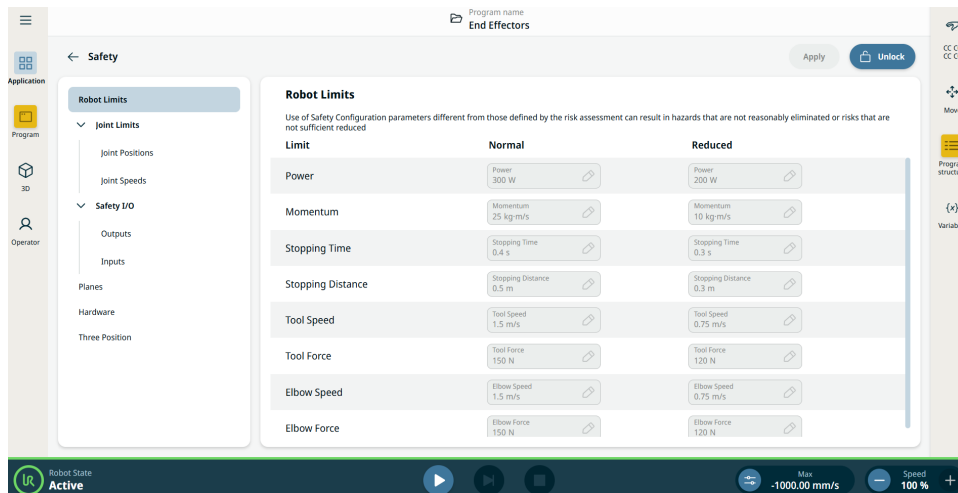 Program name
End Effectors
Application
Program
3D
Operator
Safety
Apply
Unlock
Robot Limits
Joint Limits
Joint Positions
Joint Speeds
Safety I/O
Outputs
Inputs
Planes
Hardware
Three Position
Robot Limits
Use of Safety Configuration parameters different from those defined by the risk assessment can result in hazards that are not reasonably eliminated or risks that are
not sufficient reduced
Limit Normal Reduced
Power
Power
300 W
Power
200 W
Momentum
Momentum
25 kg-m/s
Momentum
10 kg-m/s
Stopping Time
Stopping Time
0.4 s
Stopping Time
0.3 s
Stopping Distance
Stopping Distance
0.5 m
Stopping Distance
0.3 m
Tool Speed
Tool Speed
1.5 m/s
Tool Speed
0.75 m/s
Tool Force
Tool Force
150 N
Tool Force
120 N
Elbow Speed
Elbow Speed
1.5 m/s
Elbow Speed
0.75 m/s
Elbow Force
Elbow Force
150 N
Elbow Force
120 N
CC C
CC C
Move
Progra
structu
{x}
Variab
UR
Robot State
Active
Max
-1000.00 mm/s
Speed
100 %